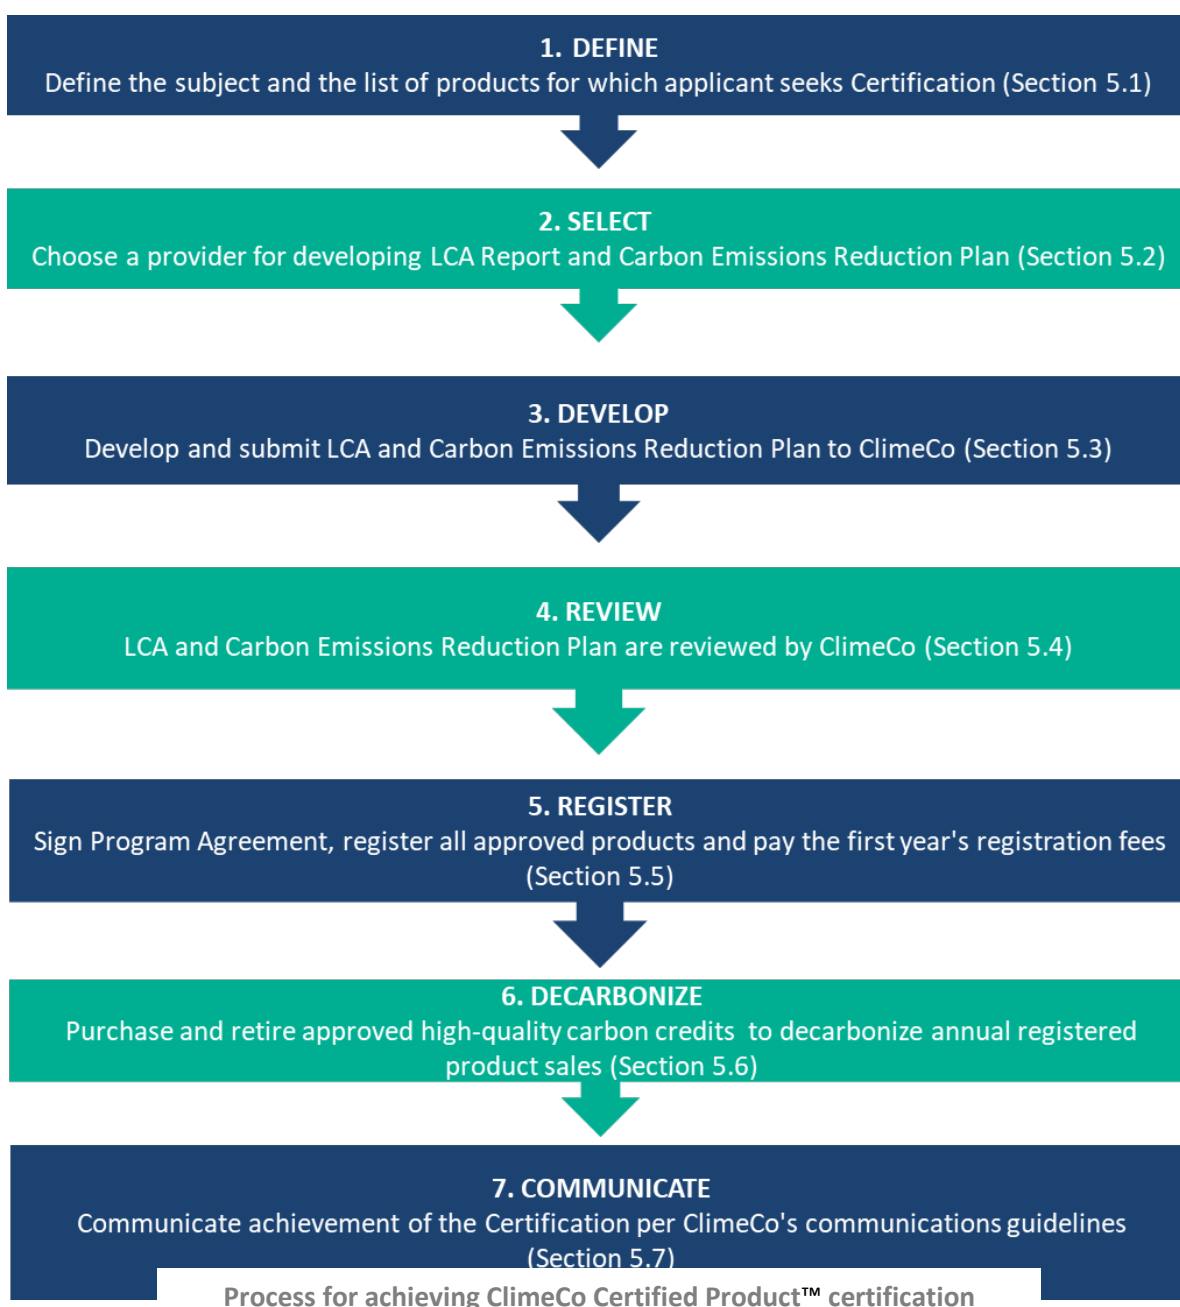 1. DEFINE
Define the subject and the list of products for which applicant seeks Certification (Section 5.1)
2. SELECT
Choose a provider for developing LCA Report and Carbon Emissions Reduction Plan (Section 5.2)
3. DEVELOP
Develop and submit LCA and Carbon Emissions Reduction Plan to ClimeCo (Section 5.3)
4. REVIEW
LCA and Carbon Emissions Reduction Plan are reviewed by ClimeCo (Section 5.4)
5. REGISTER
Sign Program Agreement, register all approved products and pay the first year's registration fees
(Section 5.5)
6. DECARBONIZE
Purchase and retire approved high-quality carbon credits to decarbonize annual registered
product sales (Section 5.6)
7. COMMUNICATE
Communicate achievement of the Certification per ClimeCo's communications guidelines
(Section 5.7)
Process for achieving ClimeCo Certified Product™ certification